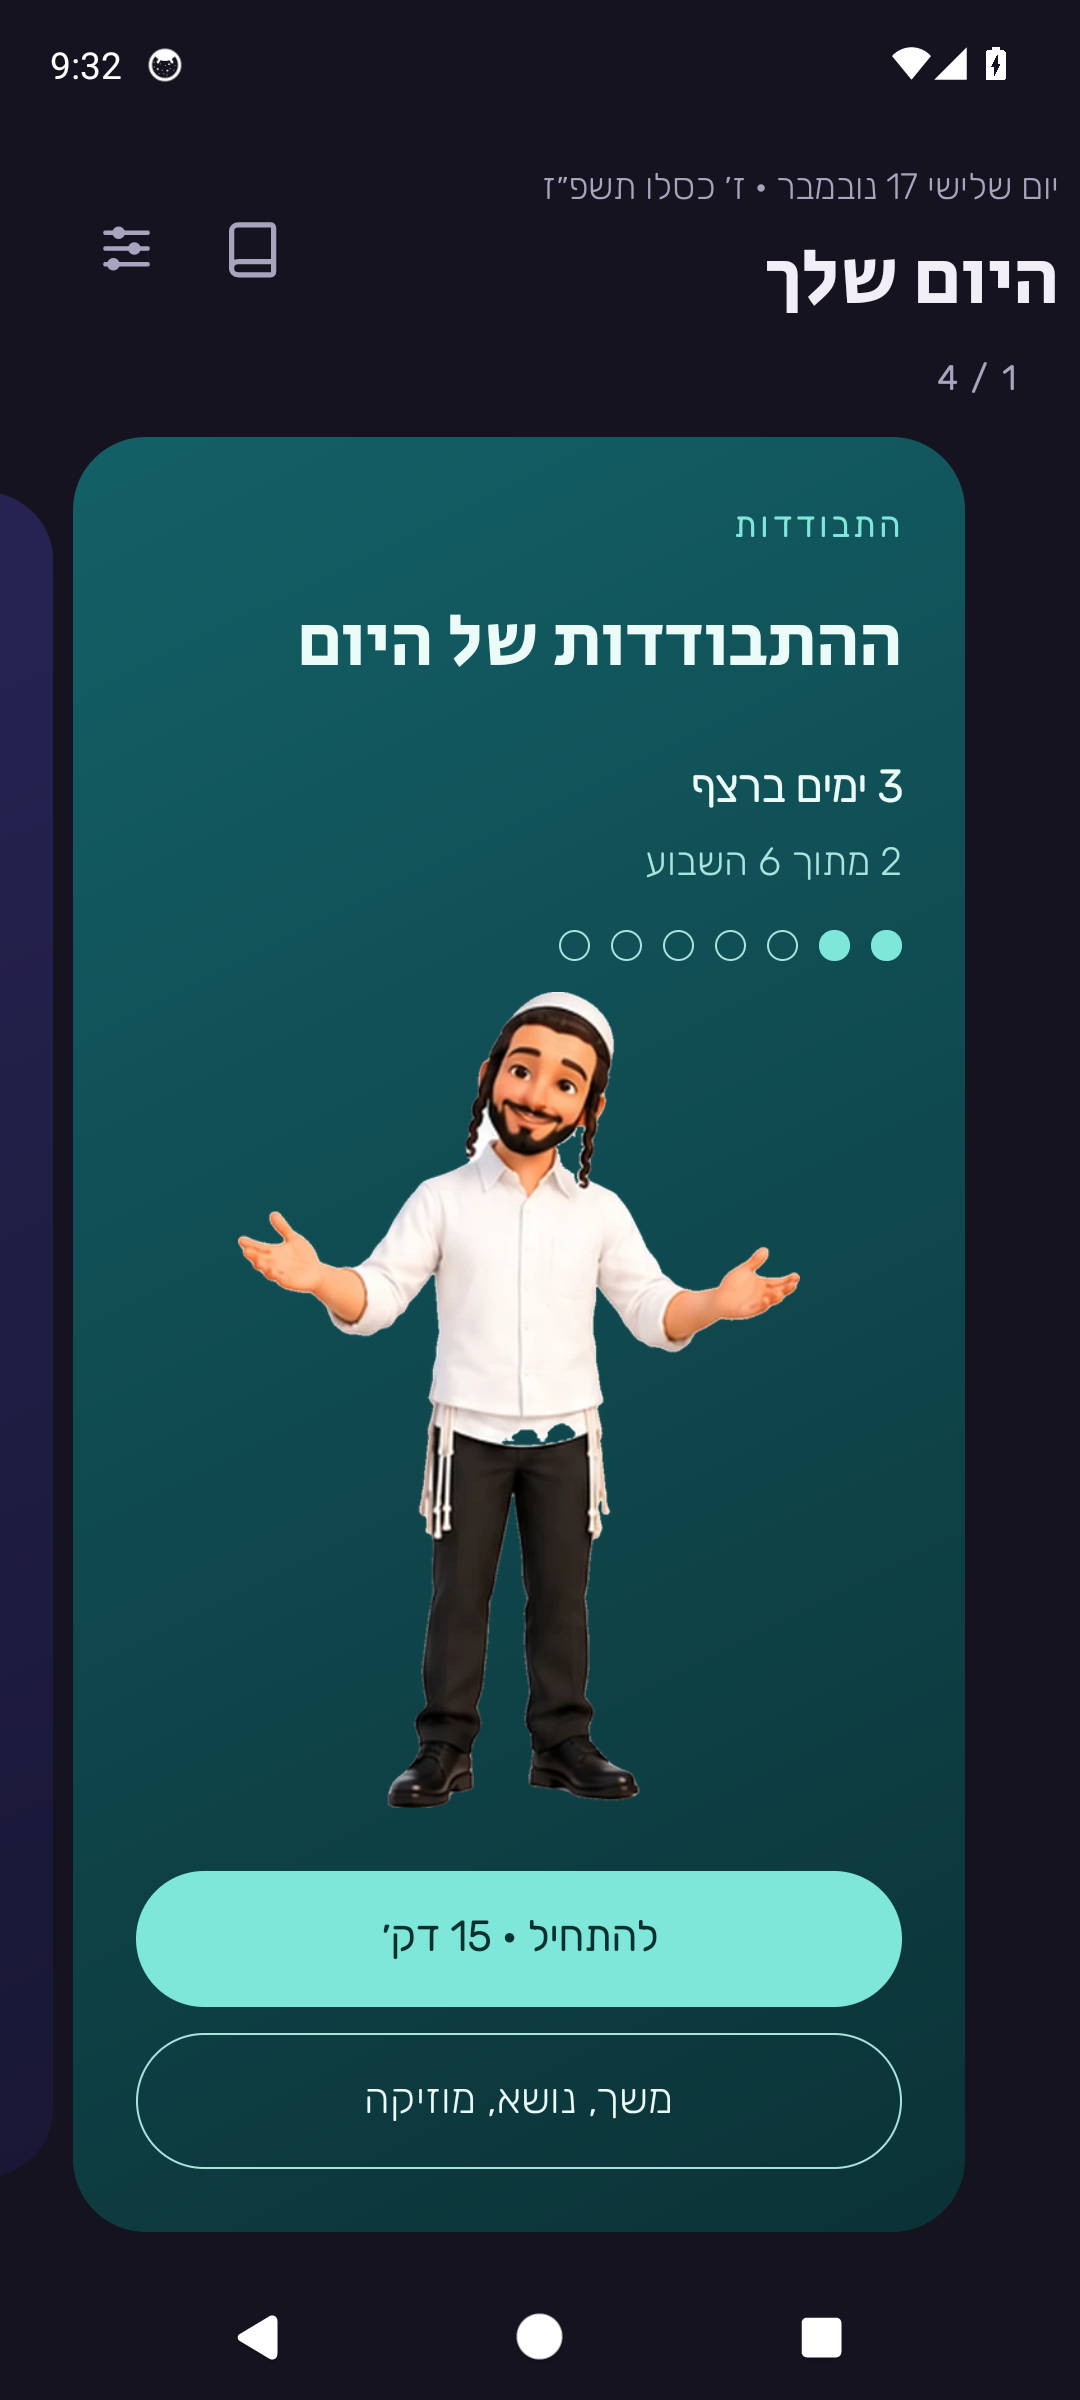 9:32
יום שלישי 17 נובמבר • ז׳ כסלו תשפ״ז
היום שלך
1 / 4
התבודדות
ההתבודדות של היום
3 ימים ברצף
2 מתוך 6 השבוע
להתחיל • 15 דק׳
משך, נושא, מוזיקה